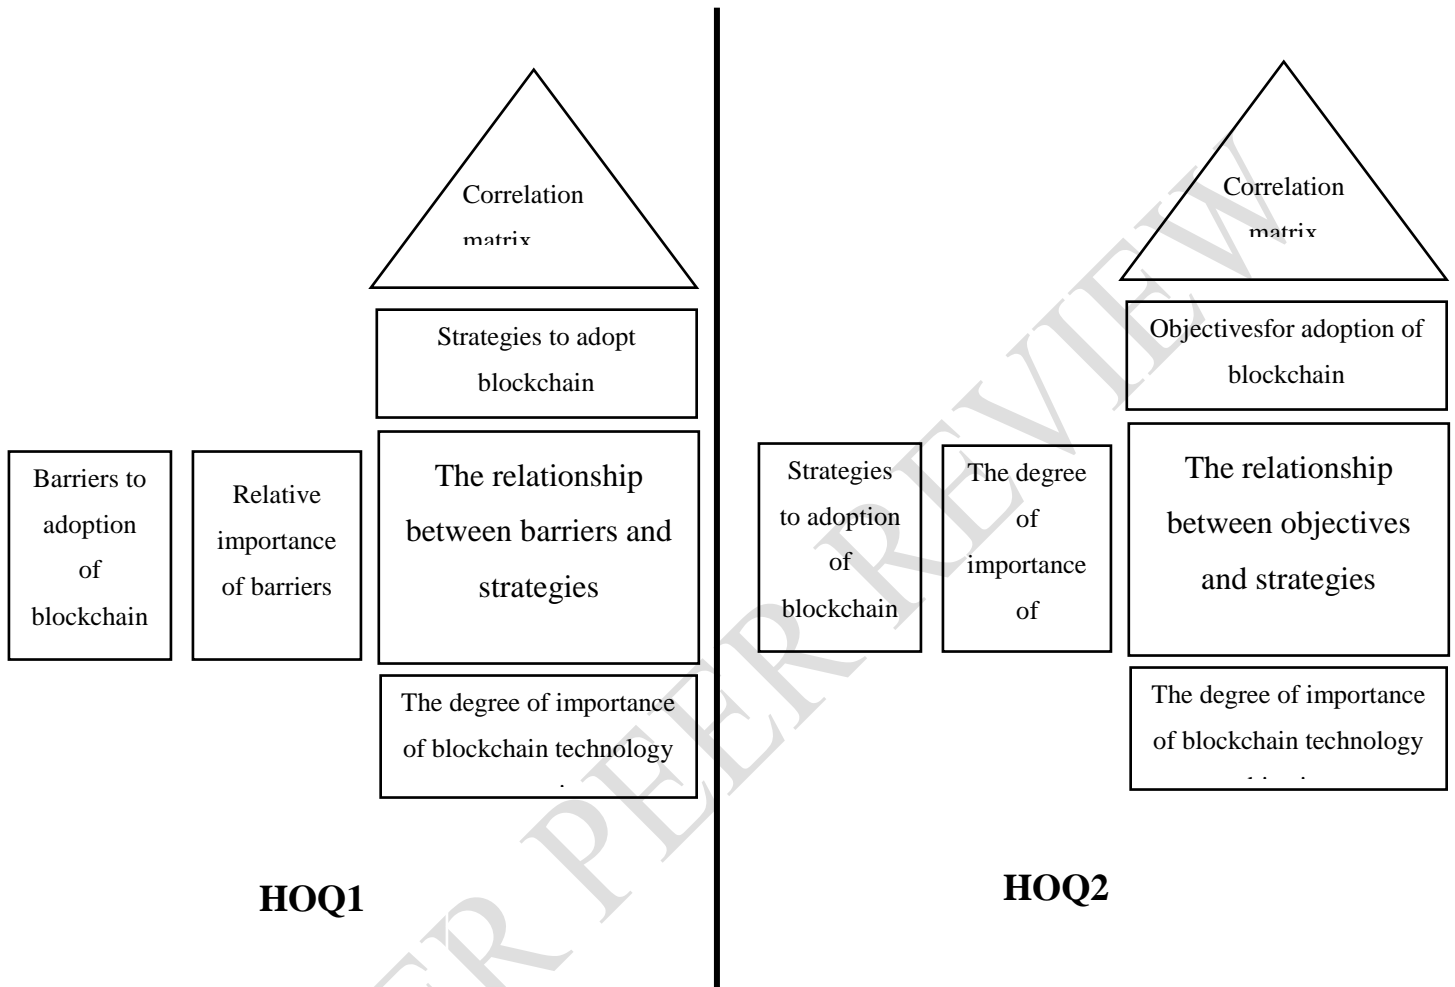 Correlation
matrix
Strategies to adopt
blockchain
Barriers to
adoption
of
blockchain
Relative
importance
of barriers
The relationship
between barriers and
strategies
The degree of importance
of blockchain technology
HOQ1
Correlation
matrix
Objectivesfor adoption of
blockchain
Strategies
to adoption
of
blockchain
The degree
of
importance
of
The relationship
between objectives
and strategies
The degree of importance
of blockchain technology
HOQ2
ER PEER REVIEW